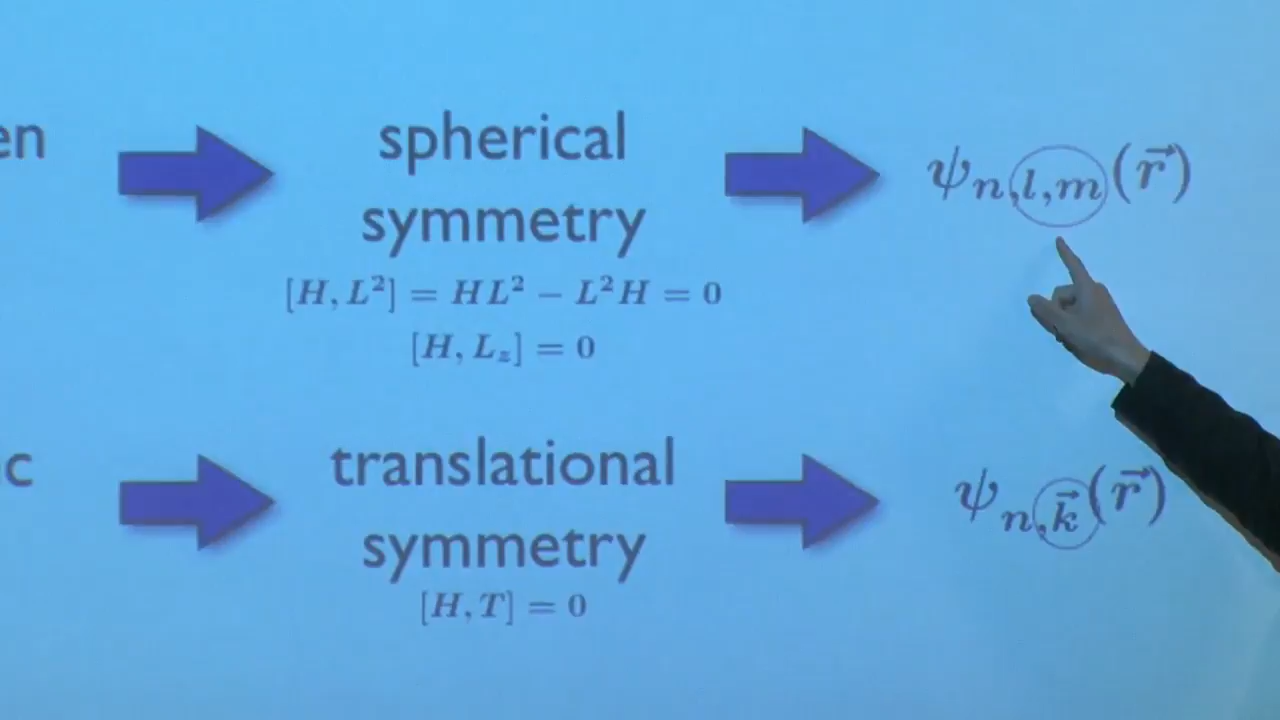 en
spherical
symmetry
[H, L²] = HL² − L²H = 0
[H, L_z] = 0
ψ_{n,l,m}(r⃗)
c
translational
symmetry
[H, T] = 0
ψ_{n,k⃗}(r⃗)